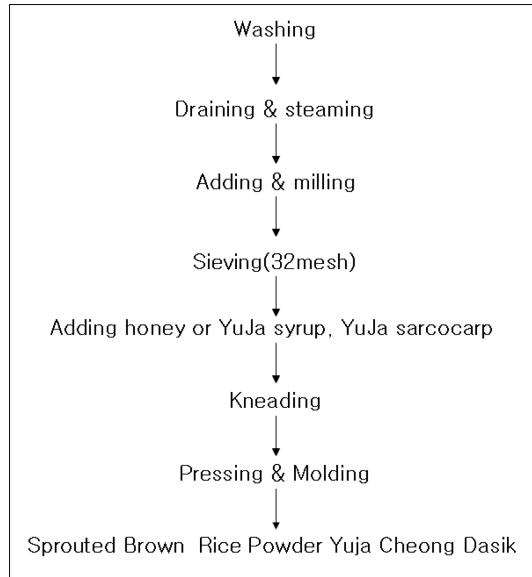 Washing
Draining & steaming
Adding & milling
Sieving(32mesh)
Adding honey or YuJa syrup, YuJa sarcocarp
Kneading
Pressing & Molding
Sprouted Brown Rice Powder Yuja Cheong Dasik